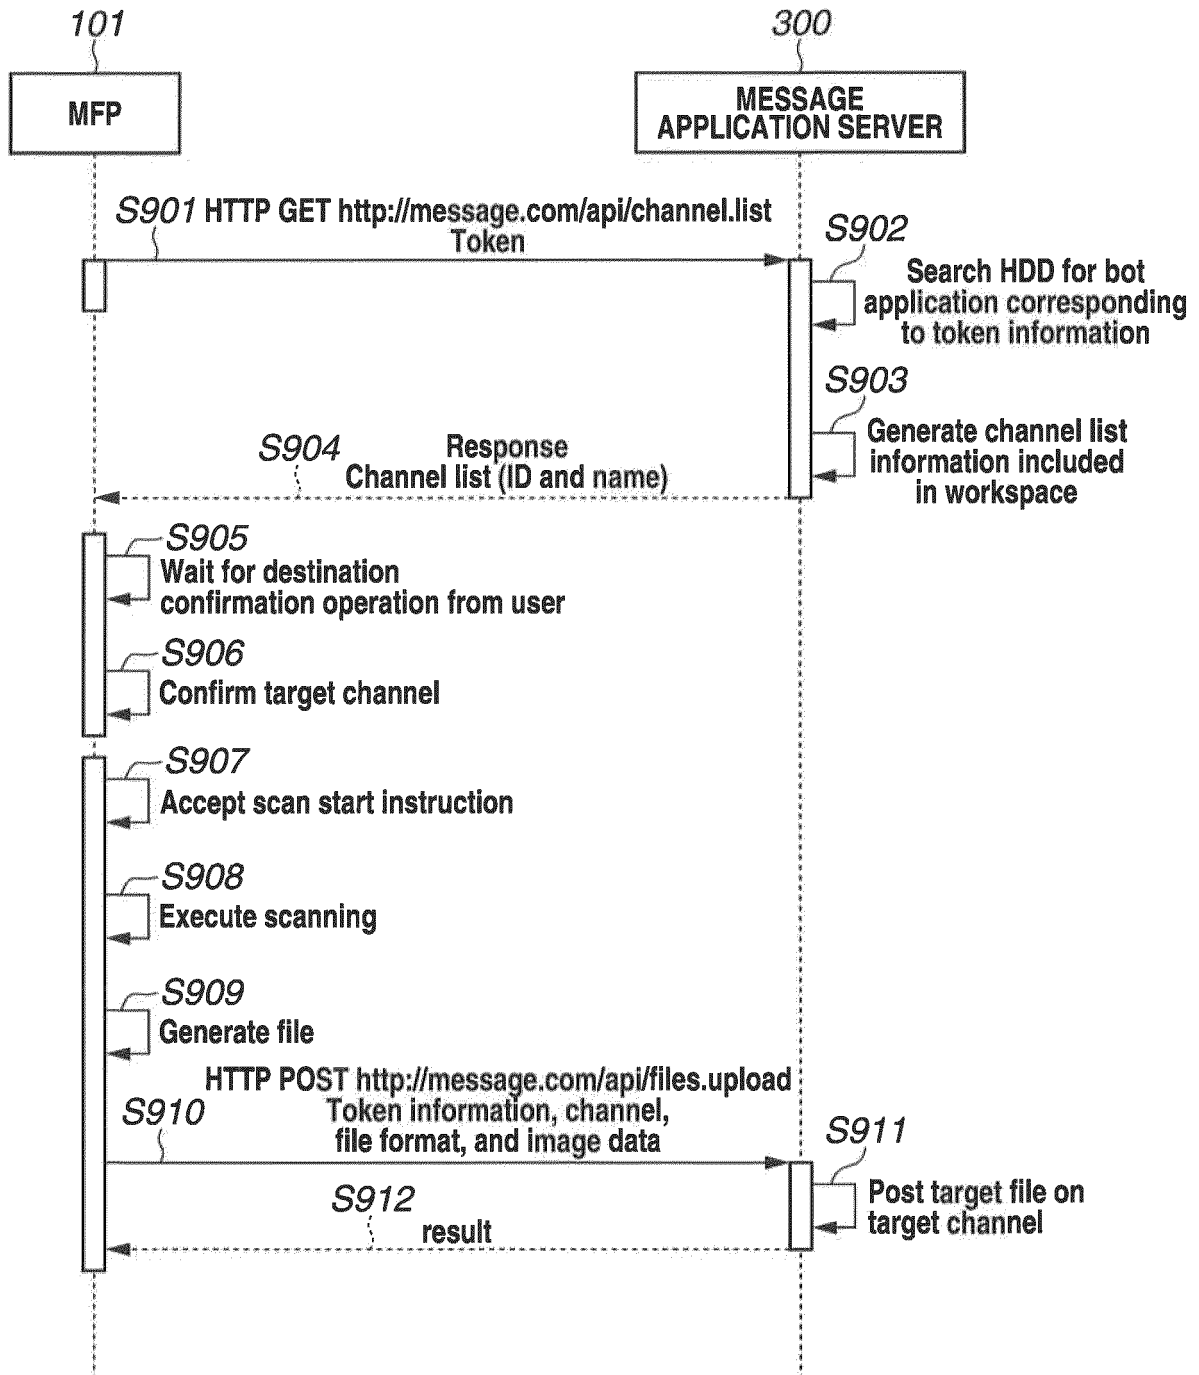 101
300
MFP
MESSAGE
APPLICATION SERVER
S901 HTTP GET http://message.com/api/channel.list
Token
S902
Search HDD for bot
application corresponding
to token information
S903
Generate channel list
information included
in workspace
S904
Response
Channel list (ID and name)
S905
Wait for destination
confirmation operation from user
S906
Confirm target channel
S907
Accept scan start instruction
S908
Execute scanning
S909
Generate file
HTTP POST http://message.com/api/files.upload
Token information, channel,
file format, and image data
S910
S911
Post target file on
target channel
S912
result